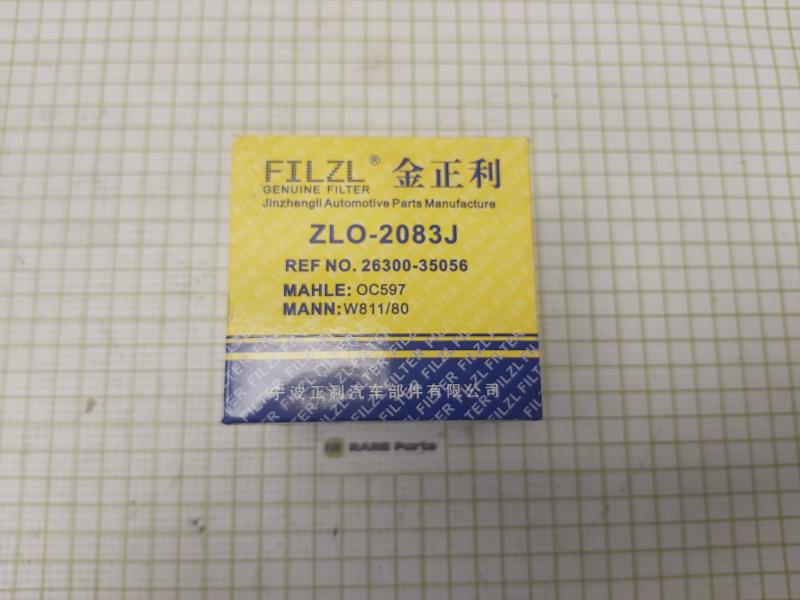 FILZL® 金正利
GENUINE FILTER
Jinzhengli Automotive Parts Manufacture
ZLO-2083J
REF NO. 26300-35056
MAHLE: OC597
MANN: W811/80
宁波正利汽车部件有限公司
RARE Parts